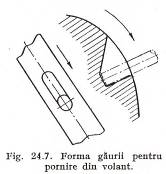 Fig. 24.7. Forma găurii pentru
pornire din volant.